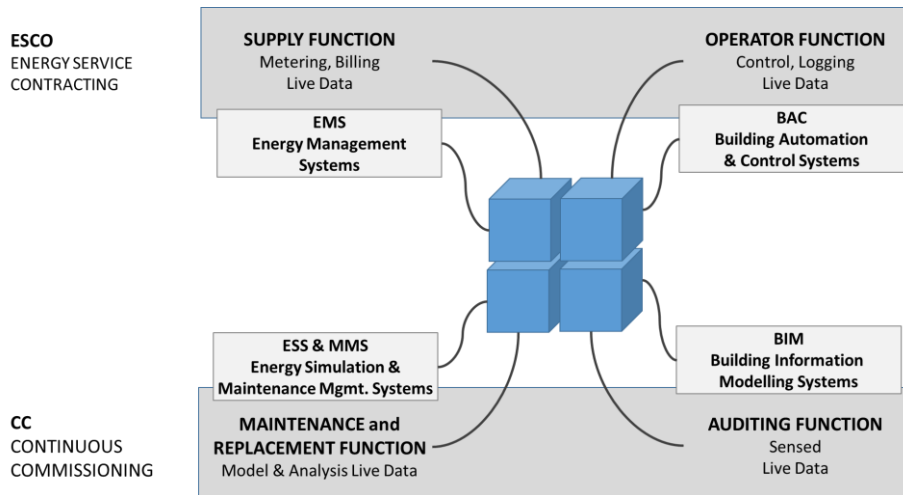 ESCO
ENERGY SERVICE
CONTRACTING
SUPPLY FUNCTION
Metering, Billing
Live Data
OPERATOR FUNCTION
Control, Logging
Live Data
EMS
Energy Management
Systems
BAC
Building Automation
& Control Systems
ESS & MMS
Energy Simulation &
Maintenance Mgmt. Systems
BIM
Building Information
Modelling Systems
CC
CONTINUOUS
COMMISSIONING
MAINTENANCE and
REPLACEMENT FUNCTION
Model & Analysis Live Data
AUDITING FUNCTION
Sensed
Live Data